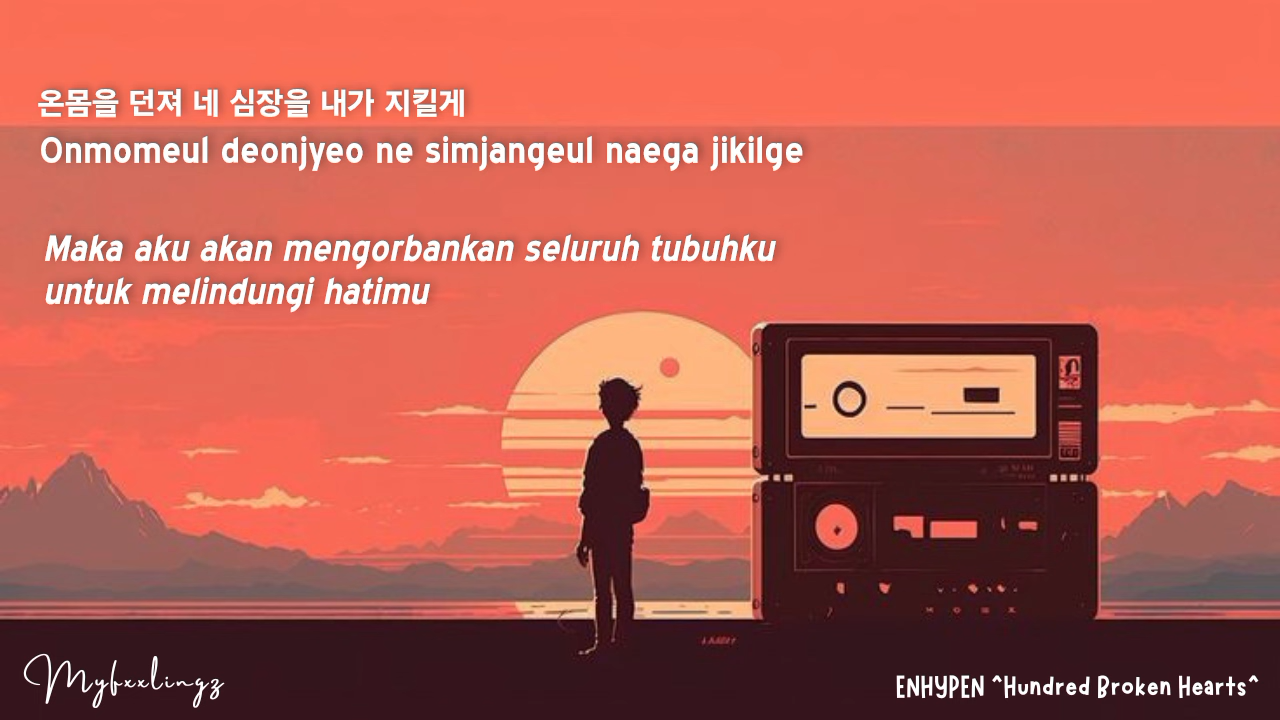 온몸을 던져 네 심장을 내가 지킬게
Onmomeul deonjyeo ne simjangeul naega jikilge
Maka aku akan mengorbankan seluruh tubuhku
untuk melindungi hatimu
Myfxxlingz
ENHYPEN ^Hundred Broken Hearts^